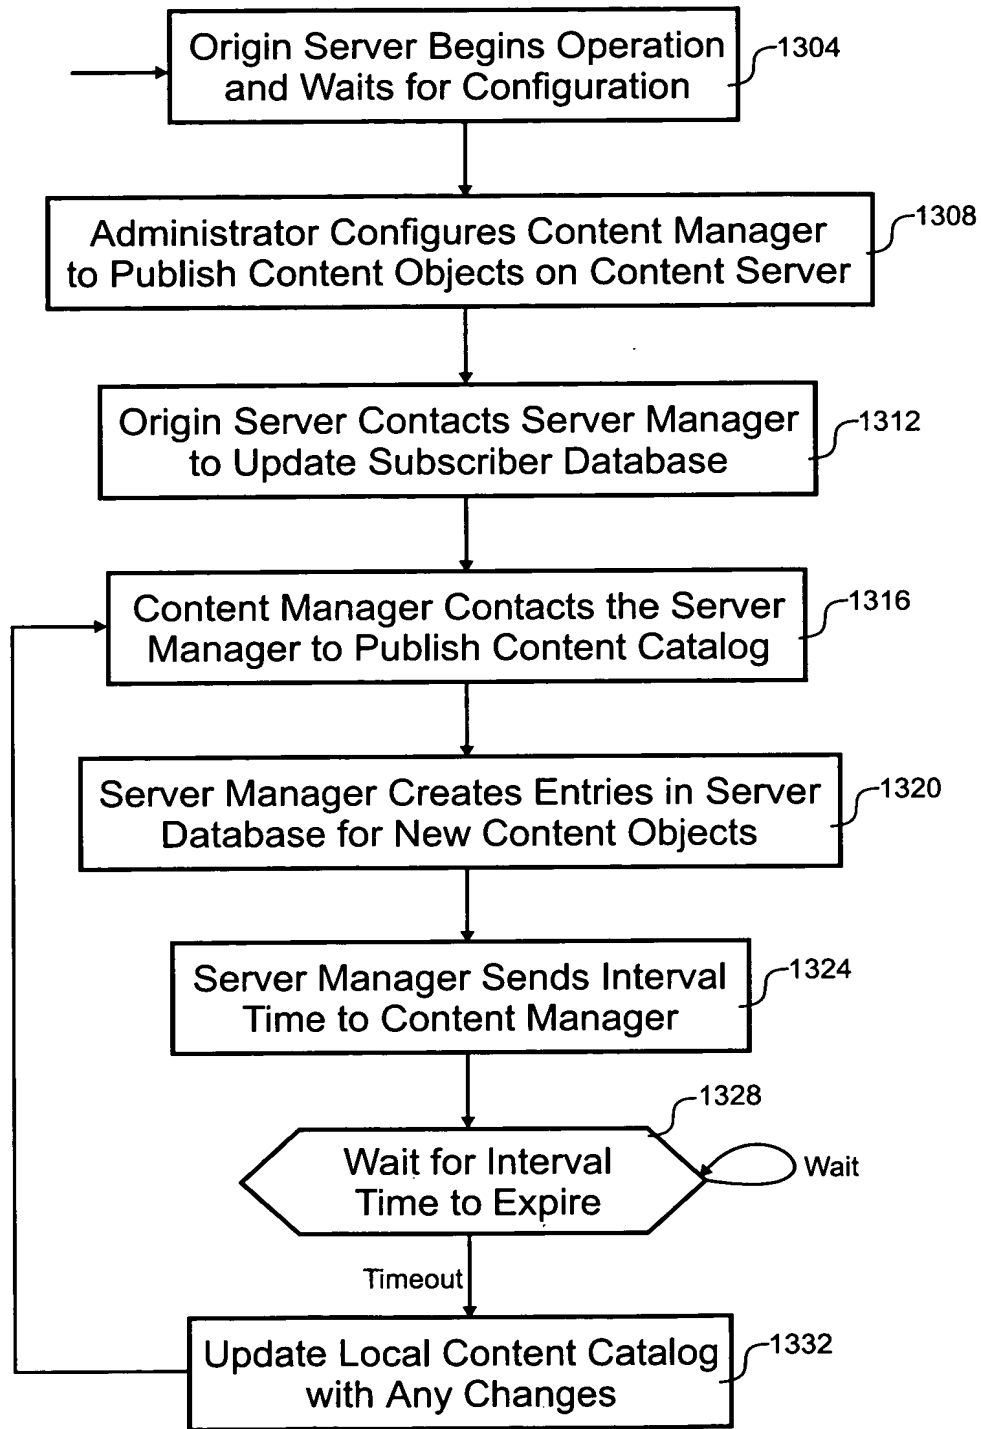 Origin Server Begins Operation
and Waits for Configuration
1304
Administrator Configures Content Manager
to Publish Content Objects on Content Server
1308
Origin Server Contacts Server Manager
to Update Subscriber Database
1312
Content Manager Contacts the Server
Manager to Publish Content Catalog
1316
Server Manager Creates Entries in Server
Database for New Content Objects
1320
Server Manager Sends Interval
Time to Content Manager
1324
1328
Wait for Interval
Time to Expire
Wait
Timeout
Update Local Content Catalog
with Any Changes
1332